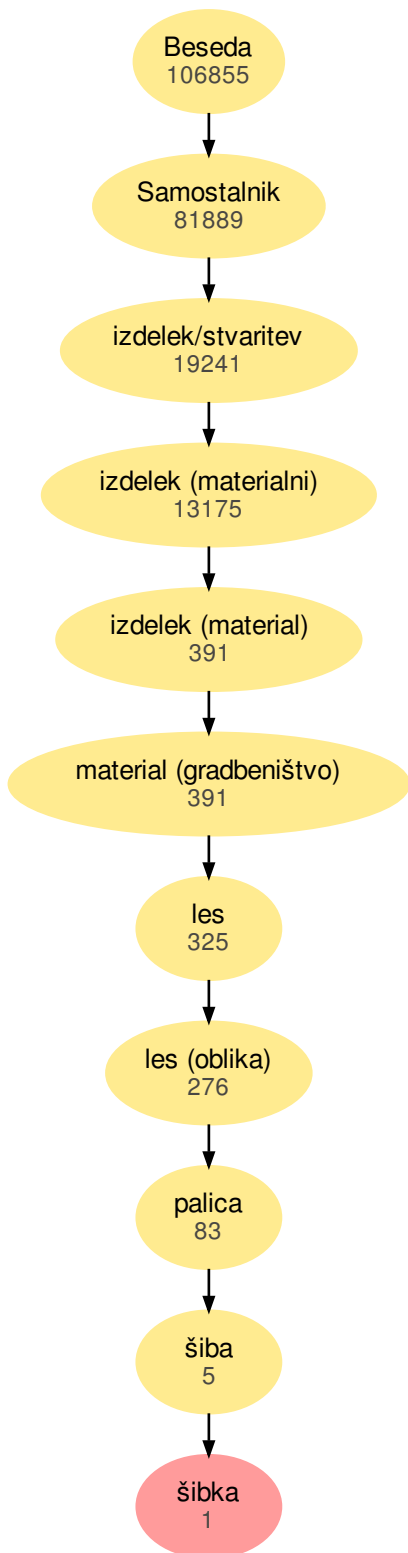 Beseda
106855
Samostalnik
81889
izdelek/stvaritev
19241
izdelek (materialni)
13175
izdelek (material)
391
material (gradbeništvo)
391
les
325
les (oblika)
276
palica
83
šiba
5
šibka
1